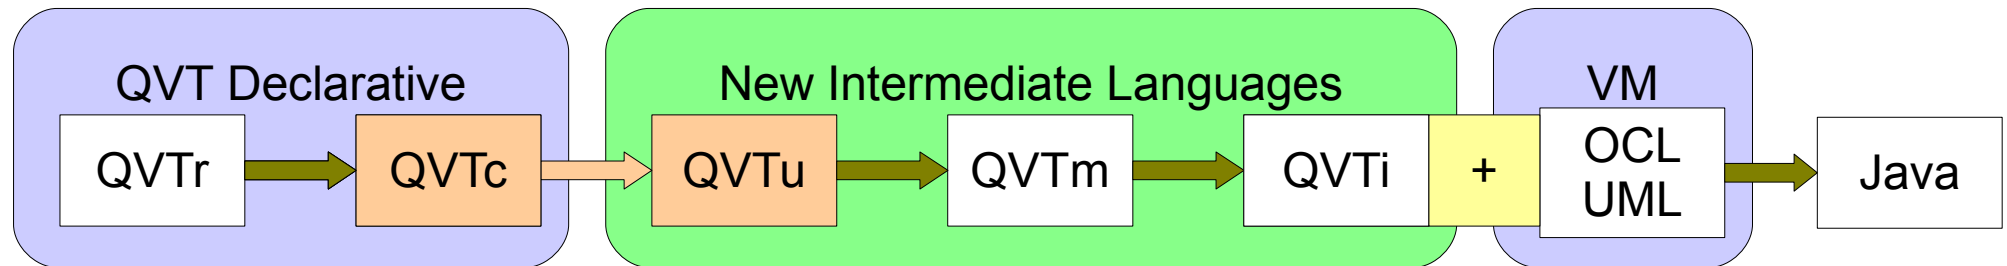 QVT Declarative
New Intermediate Languages
VM
QVTr
QVTc
QVTu
QVTm
QVTi
+
OCL
UML
Java